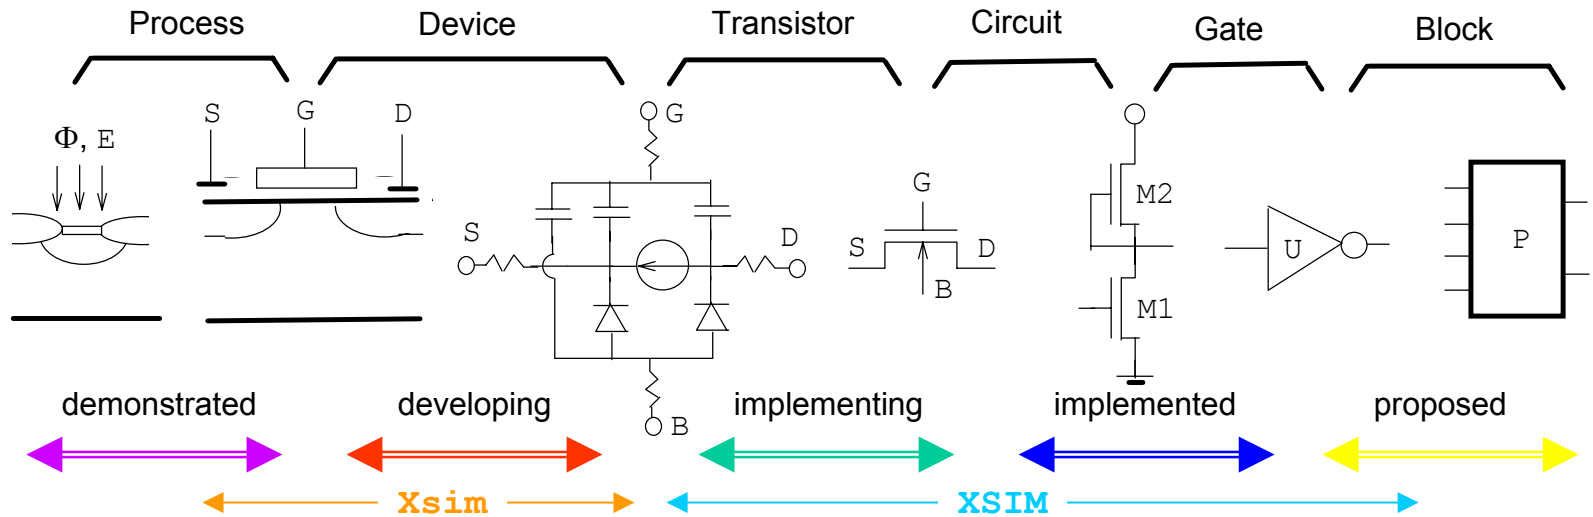 Process Device Transistor Circuit Gate Block
S G D G
Φ, E
G M2
S D S D U P
B M1
demonstrated developing implementing implemented proposed
B
Xsim XSIM